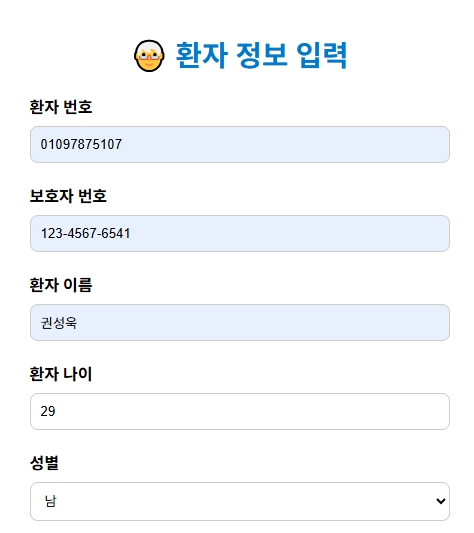 환자 정보 입력
환자 번호
01097875107
보호자 번호
123-4567-6541
환자 이름
권성욱
환자 나이
29
성별
남